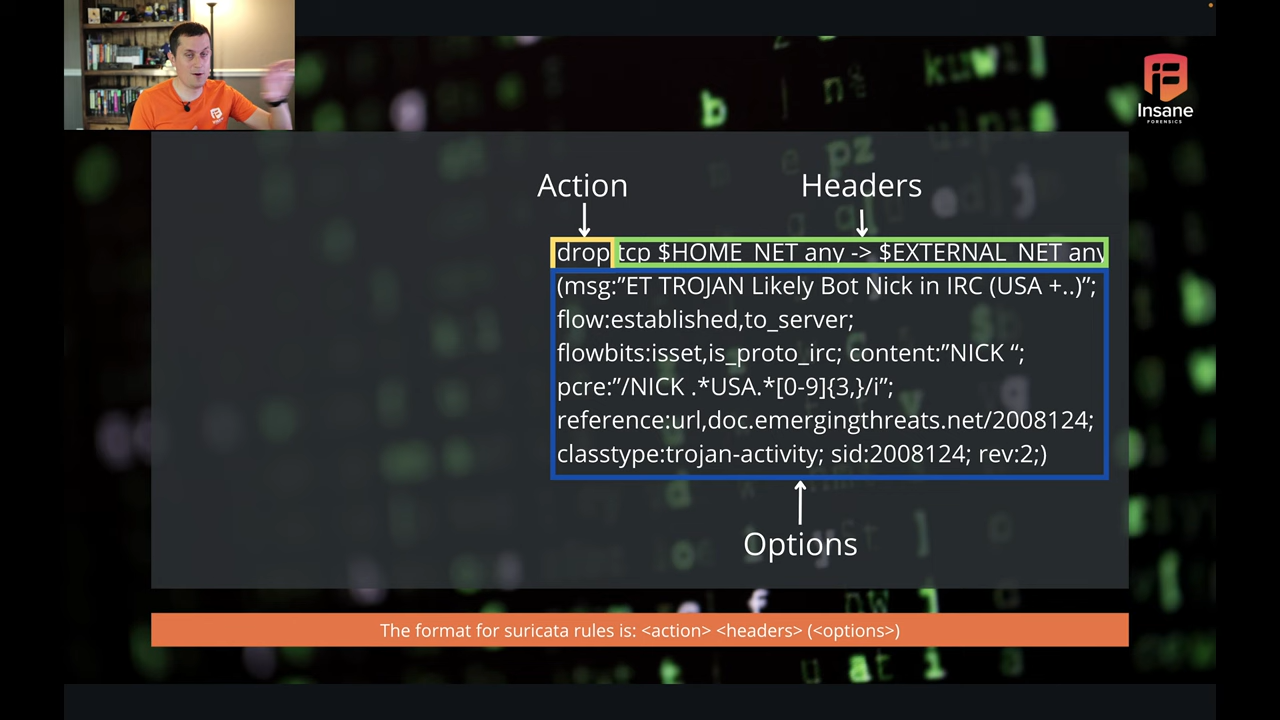 Insane
FORENSICS
Action
Headers
drop tcp $HOME_NET any -> $EXTERNAL_NET any
(msg:”ET TROJAN Likely Bot Nick in IRC (USA +..)”;
flow:established,to_server;
flowbits:isset,is_proto_irc; content:”NICK “;
pcre:”/NICK .*USA.*[0-9]{3,}/i”;
reference:url,doc.emergingthreats.net/2008124;
classtype:trojan-activity; sid:2008124; rev:2;)
Options
The format for suricata rules is: <action> <headers> (<options>)